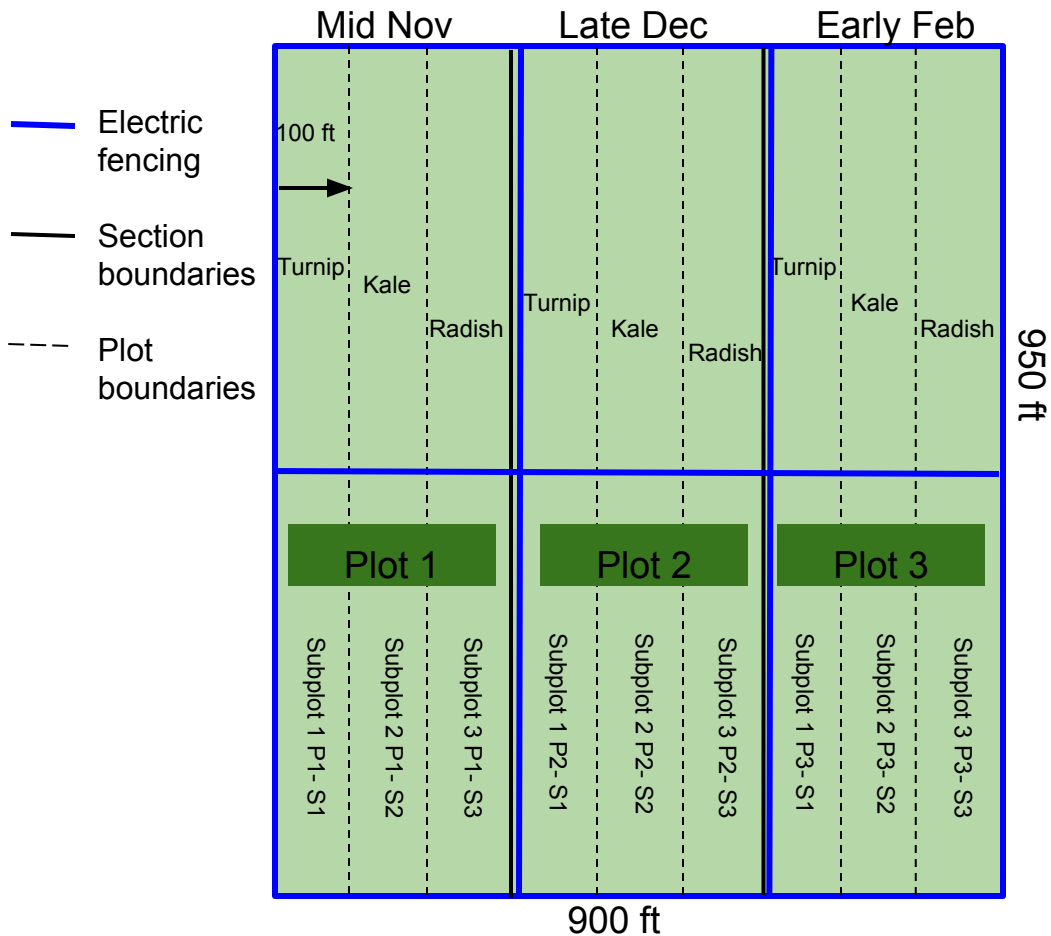 Mid Nov
Late Dec
Early Feb
Electric
fencing
Section
boundaries
Plot
boundaries
100 ft
Turnip
Kale
Radish
Turnip
Kale
Radish
Turnip
Kale
Radish
950 ft
Plot 1
Plot 2
Plot 3
Subplot 1 P1- S1
Subplot 2 P1- S2
Subplot 3 P1- S3
Subplot 1 P2- S1
Subplot 2 P2- S2
Subplot 3 P2- S3
Subplot 1 P3- S1
Subplot 2 P3- S2
Subplot 3 P3- S3
900 ft